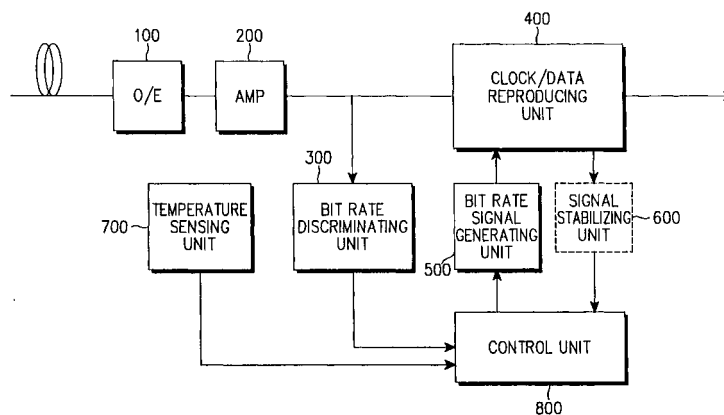 100
200
400
O/E
AMP
CLOCK/DATA
REPRODUCING
UNIT
300
700
TEMPERATURE
SENSING
UNIT
BIT RATE
DISCRIMINATING
UNIT
BIT RATE
SIGNAL
GENERATING
UNIT
500
SIGNAL
STABILIZING
UNIT
600
CONTROL UNIT
800